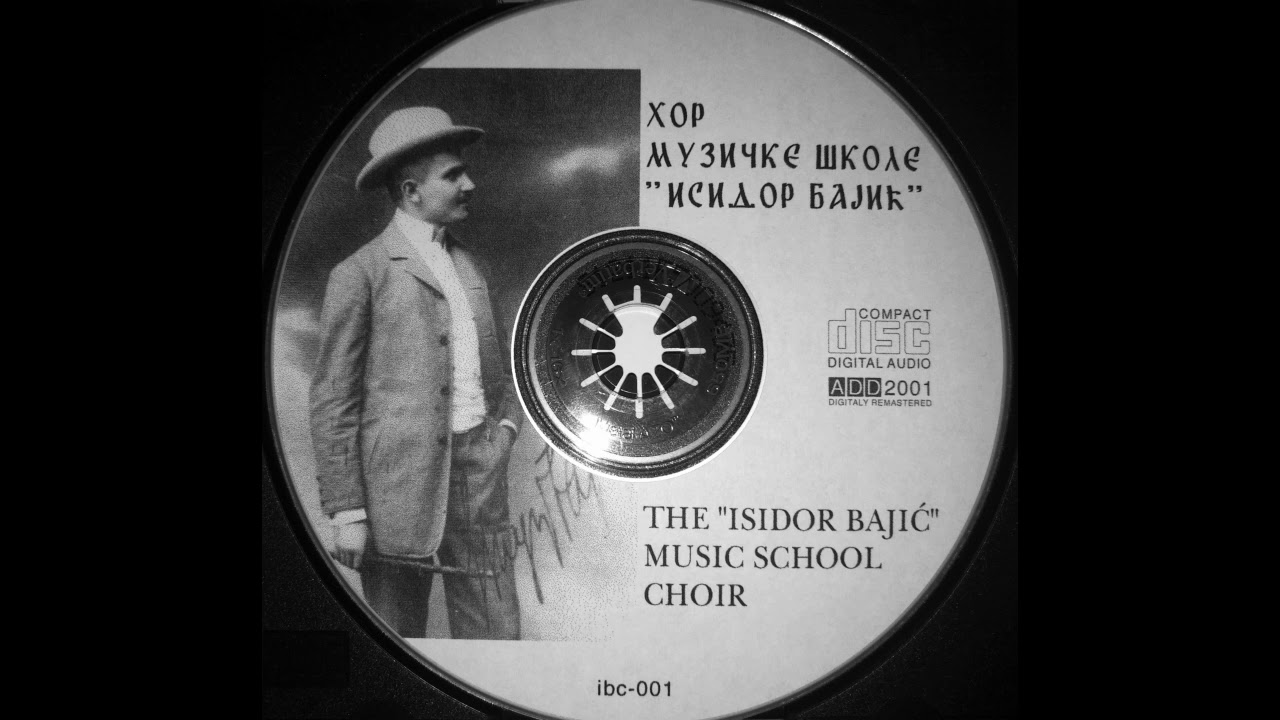 ХОР
МУЗИЧКЕ ШКОЛЕ
"ИСИДОР БАЈИЋ"
COMPACT
disc
DIGITAL AUDIO
ADD 2001
DIGITALY REMASTERED
THE "ISIDOR BAJIĆ"
MUSIC SCHOOL
CHOIR
ibc-001